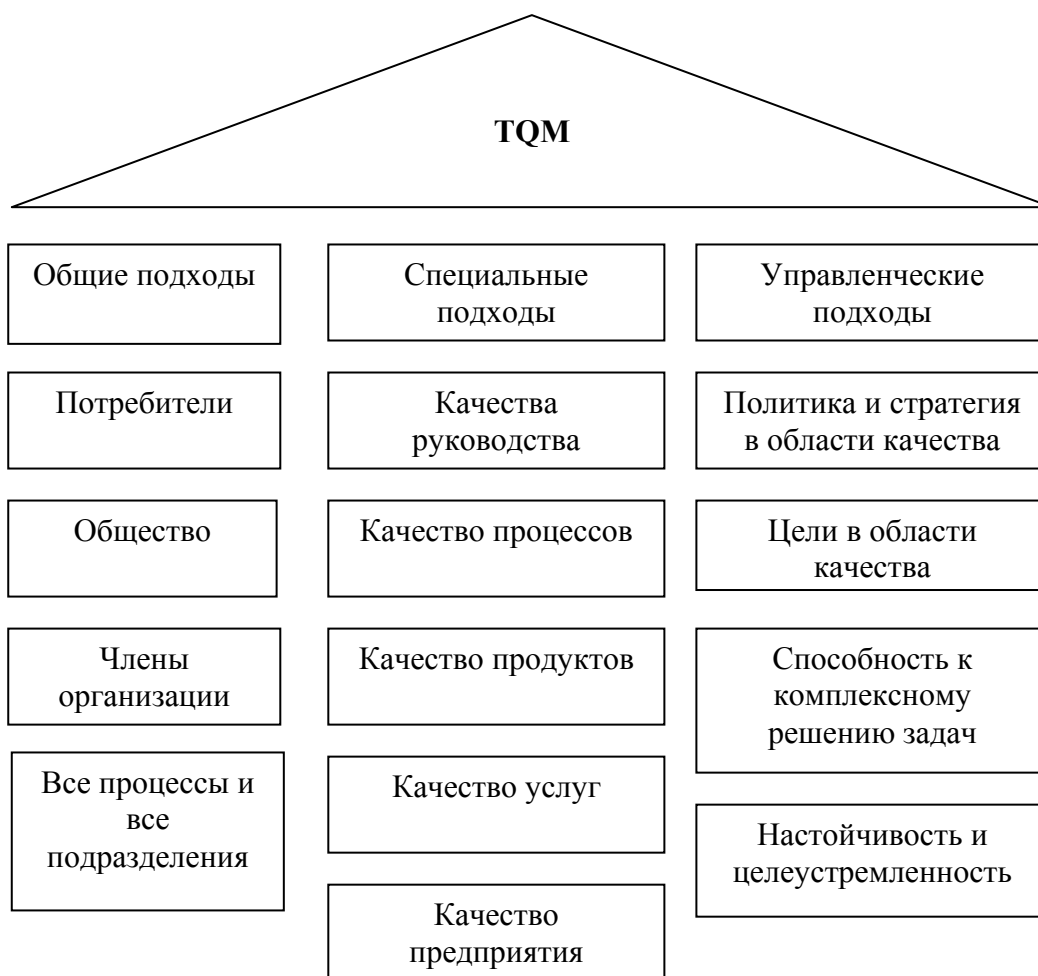 TQM
Общие подходы
Специальные
подходы
Управленческие
подходы
Потребители
Качества
руководства
Политика и стратегия
в области качества
Общество
Качество процессов
Цели в области
качества
Члены
организации
Качество продуктов
Способность к
комплексному
решению задач
Все процессы и
все
подразделения
Качество услуг
Настойчивость и
целеустремленность
Качество
предприятия